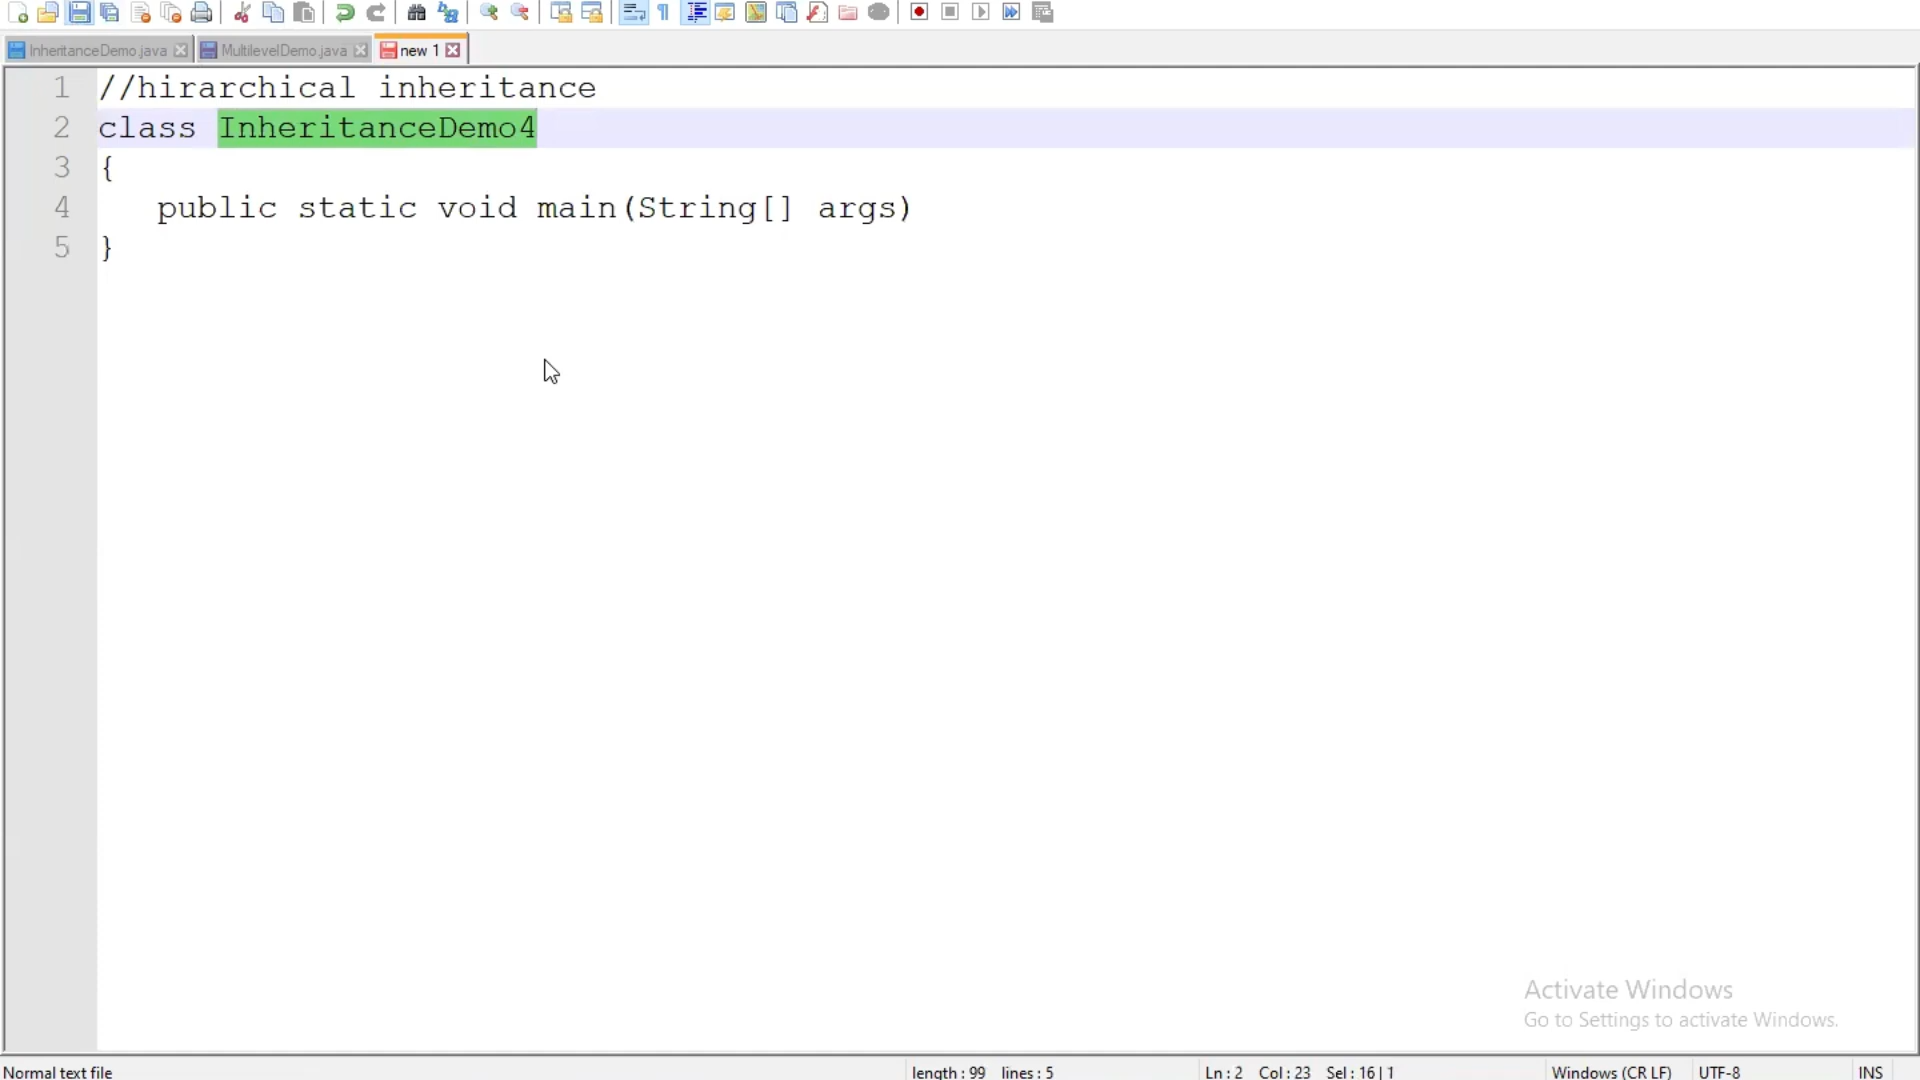 InheritanceDemo.java MultilevelDemo.java new 1
1 //hirarchical inheritance
2 class InheritanceDemo4
3 {
4 public static void main(String[] args)
5 }
Activate Windows
Go to Settings to activate Windows.
Normal text file length : 99 lines : 5 Ln : 2 Col : 23 Sel : 16 | 1 Windows (CR LF) UTF-8 INS